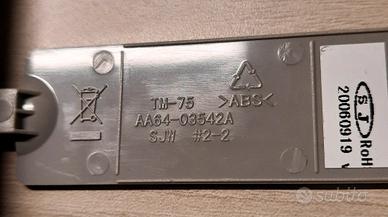 TM-75 >ABS<
AA64-03542A
SJW #2-2
SJ
RoH
20060919
subito